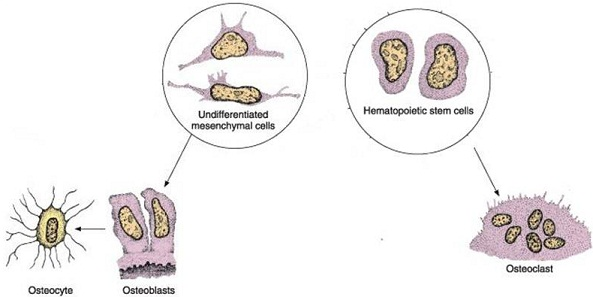 Undifferentiated
mesenchymal cells
Hematopoietic stem cells
Osteocyte
Osteoblasts
Osteoclast